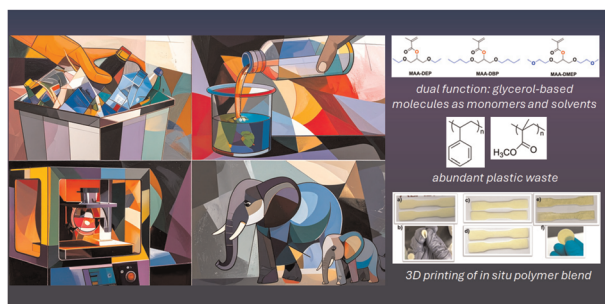 MAA-DEP MAA-DBP MAA-DMEP
dual function: glycerol-based
molecules as monomers and solvents
n n
H3CO O
abundant plastic waste
a) c) e)
b) d) f)
3D printing of in situ polymer blend